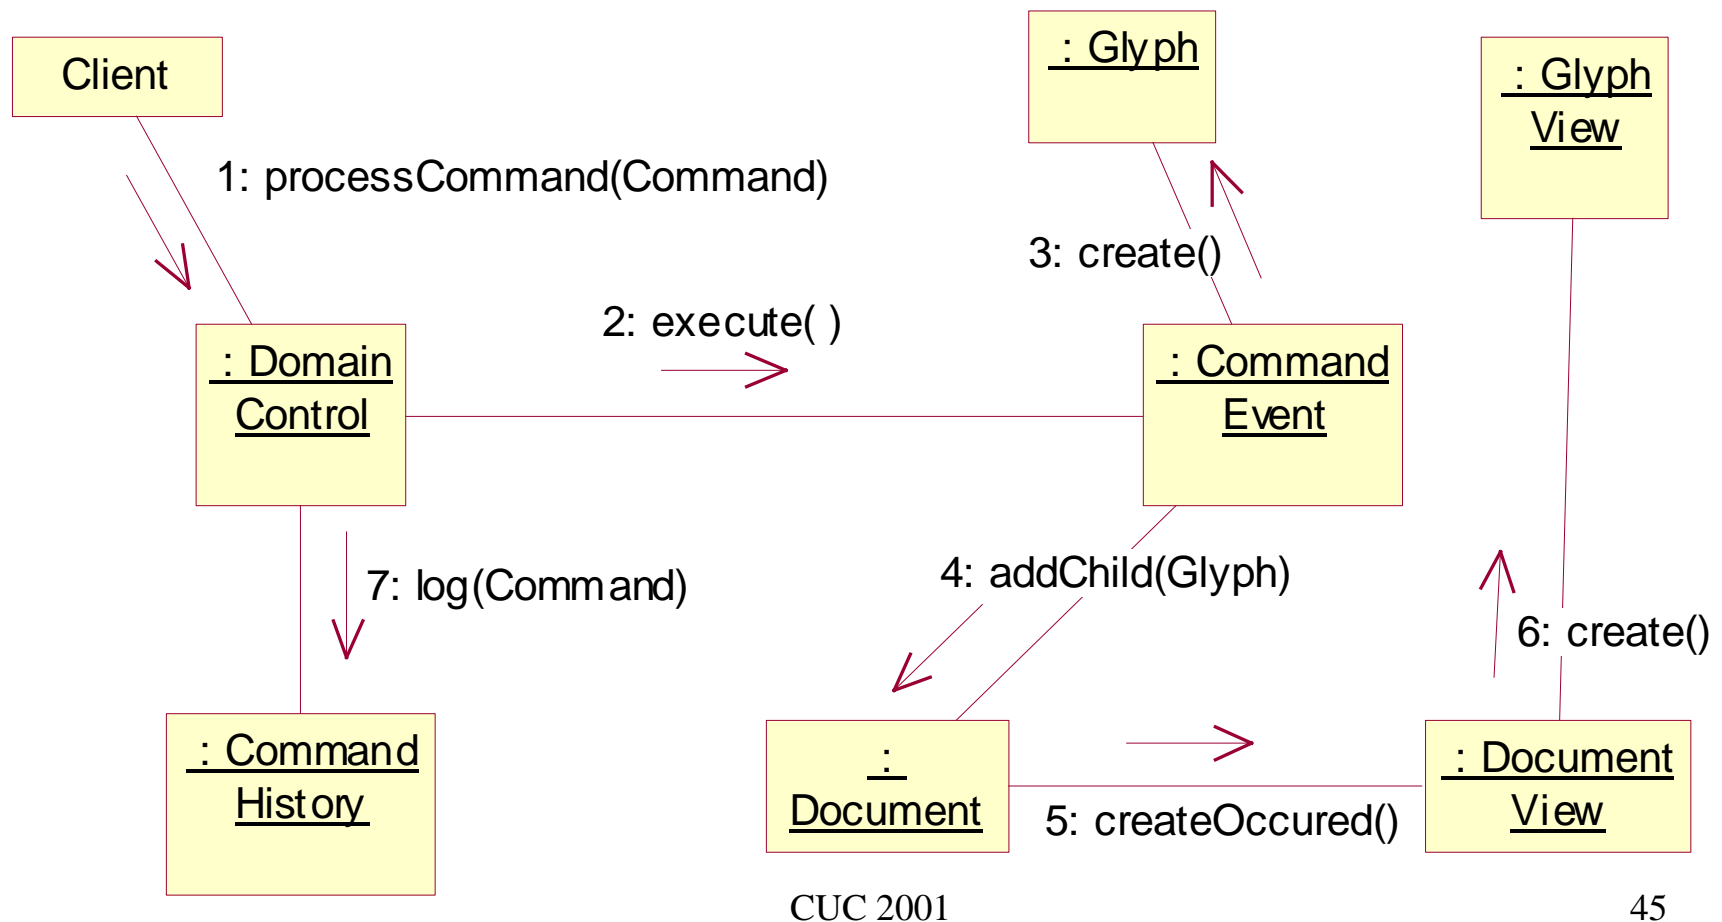 Client
: Glyph
: Glyph
View
1: processCommand(Command)
3: create()
2: execute( )
: Domain
Control
: Command
Event
7: log(Command)
4: addChild(Glyph)
6: create()
: Command
History
:
Document
5: createOccured()
: Document
View
CUC 2001
45